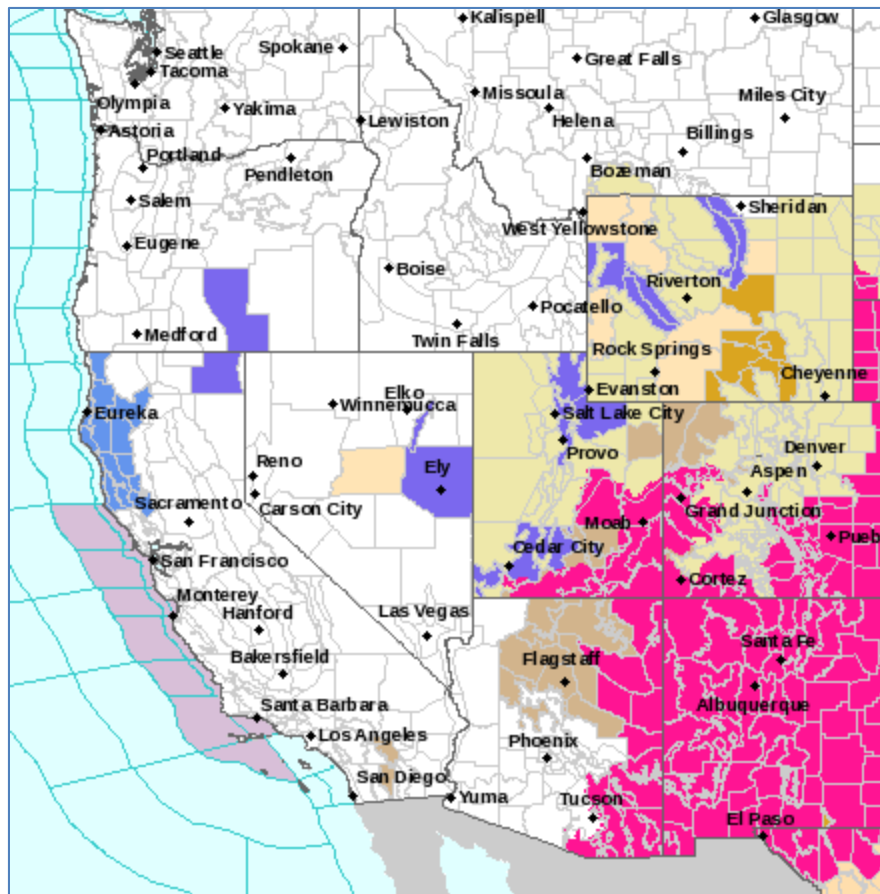 Kalispell
Glasgow
Seattle
Spokane
Great Falls
Tacoma
Missoula
Miles City
Olympia
Yakima
Helena
Lewiston
Astoria
Billings
Portland
Pendleton
Bozeman
Salem
Sheridan
West Yellowstone
Eugene
Boise
Riverton
Pocatello
Medford
Twin Falls
Rock Springs
Cheyenne
Elko
Evanston
Winnemucca
Eureka
Salt Lake City
Denver
Provo
Reno
Ely
Aspen
Sacramento
Carson City
Grand Junction
Moab
Pueb
Cedar City
San Francisco
Cortez
Monterey
Hanford
Las Vegas
Santa Fe
Bakersfield
Flagstaff
Santa Barbara
Albuquerque
Los Angeles
Phoenix
San Diego
Yuma
Tucson
El Paso